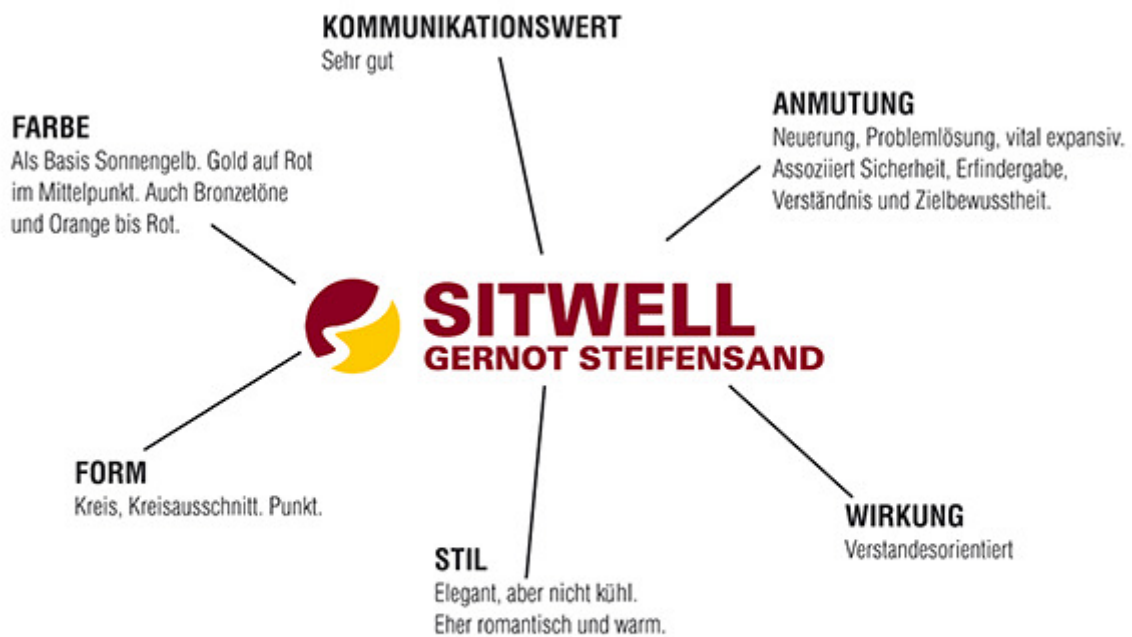 KOMMUNIKATIONSWERT
Sehr gut
ANMUTUNG
Neuerung, Problemlösung, vital expansiv.
Assoziiert Sicherheit, Erfindergabe,
Verständnis und Zielbewusstheit.
FARBE
Als Basis Sonnengelb. Gold auf Rot
im Mittelpunkt. Auch Bronzetöne
und Orange bis Rot.
SITWELL
GERNOT STEIFENSAND
FORM
Kreis, Kreisausschnitt. Punkt.
WIRKUNG
Verstandesorientiert
STIL
Elegant, aber nicht kühl.
Eher romantisch und warm.